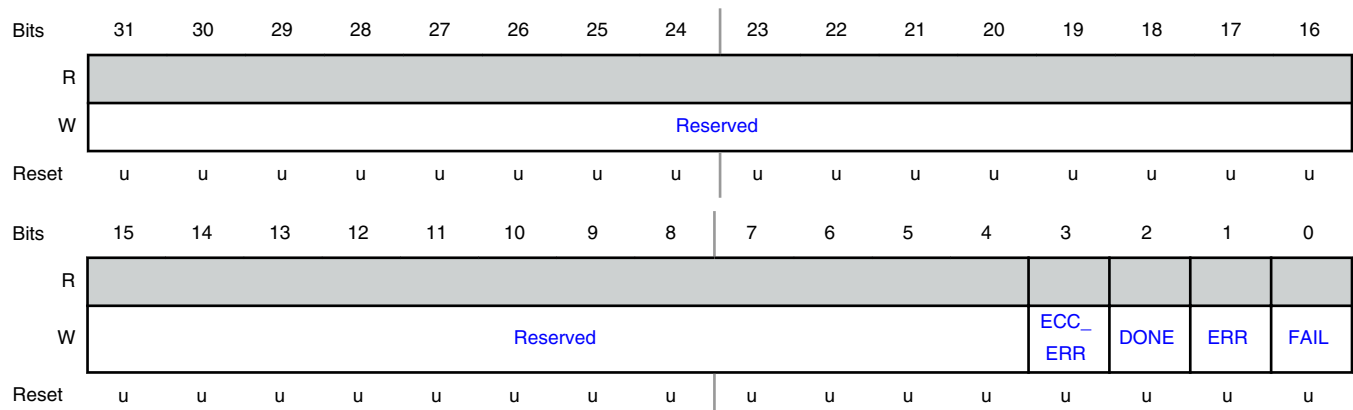 Bits 31 30 29 28 27 26 25 24 23 22 21 20 19 18 17 16
R
W Reserved
Reset u u u u u u u u u u u u u u u u
Bits 15 14 13 12 11 10 9 8 7 6 5 4 3 2 1 0
R
W Reserved ECC_ DONE ERR FAIL
ERR
Reset u u u u u u u u u u u u u u u u